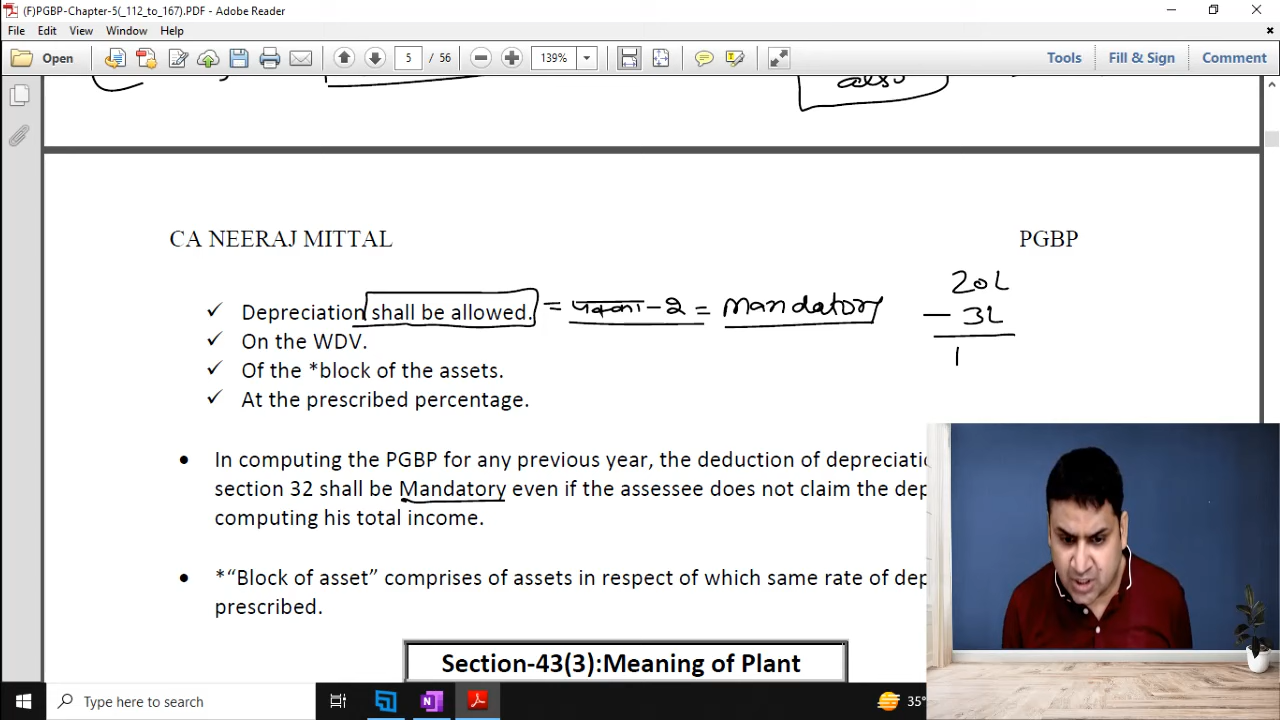 (F)PGBP-Chapter-5(_112_to_167).PDF - Adobe Reader
File Edit View Window Help
Open 5 / 56 139% Tools Fill & Sign Comment
also
CA NEERAJ MITTAL PGBP
✓ Depreciation shall be allowed. = -2 = Mandatory
20L
- 3L
1
✓ On the WDV.
✓ Of the *block of the assets.
✓ At the prescribed percentage.
• In computing the PGBP for any previous year, the deduction of depreciatio
section 32 shall be Mandatory even if the assessee does not claim the dep
computing his total income.
• *“Block of asset” comprises of assets in respect of which same rate of dep
prescribed.
Section-43(3):Meaning of Plant
Type here to search 35°